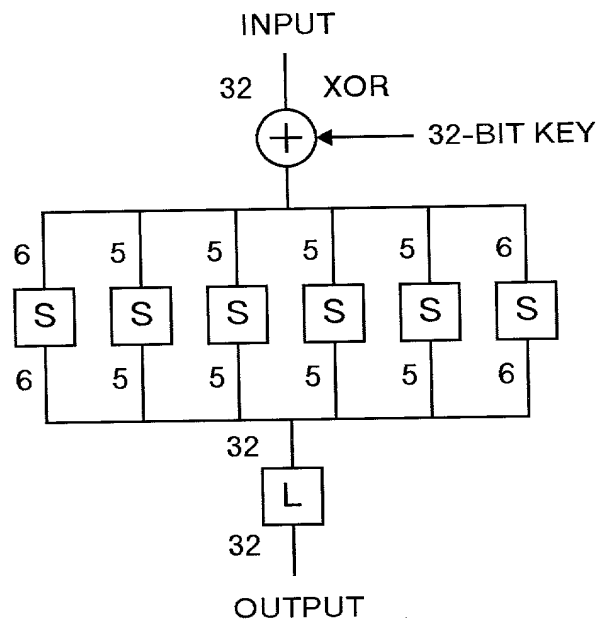 INPUT
32 XOR
+ 32-BIT KEY
6 5 5 5 5 6
S S S S S S
6 5 5 5 5 6
32
L
32
OUTPUT